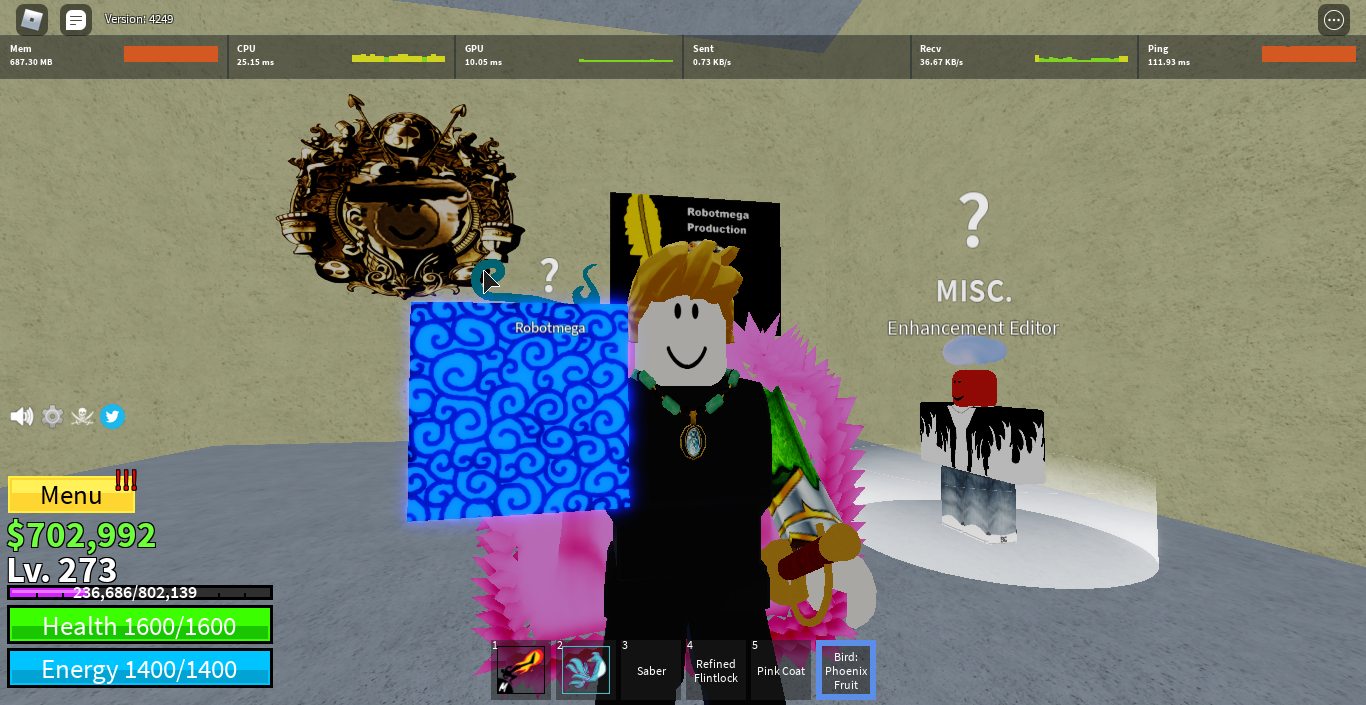 Version: 4249
Mem
687.30 MB
CPU
25.15 ms
GPU
10.05 ms
Sent
0.73 KB/s
Recv
36.67 KB/s
Ping
111.93 ms
Robotmega
Production
?
?
MISC.
Enhancement Editor
Robotmega
Menu
!!!
$702,992
Lv. 273
236,686/802,139
Health 1600/1600
Energy 1400/1400
1
2
3
Saber
4
Refined
Flintlock
5
Pink Coat
Bird:
Phoenix
Fruit